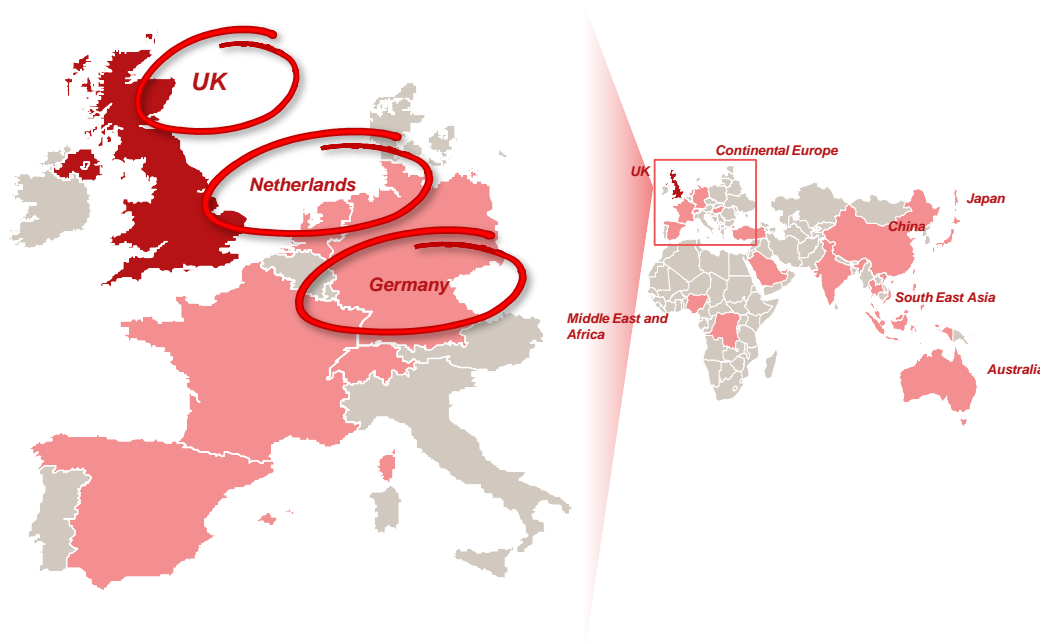 UK
Netherlands
Germany
Continental Europe
UK
Japan
China
South East Asia
Middle East and
Africa
Australia